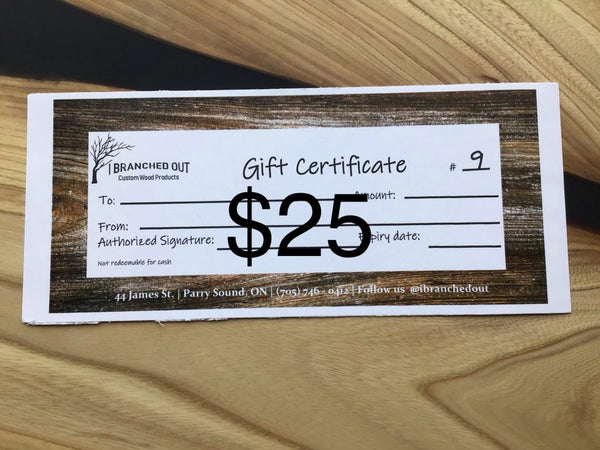 I BRANCHED OUT
Custom Wood Products
Gift Certificate
# 9
To:
Amount:
From:
$25
Authorized Signature:
Expiry date:
Not redeemable for cash
44 James St. | Parry Sound, ON | (705) 746 - 0412 | Follow us @ibranchedout